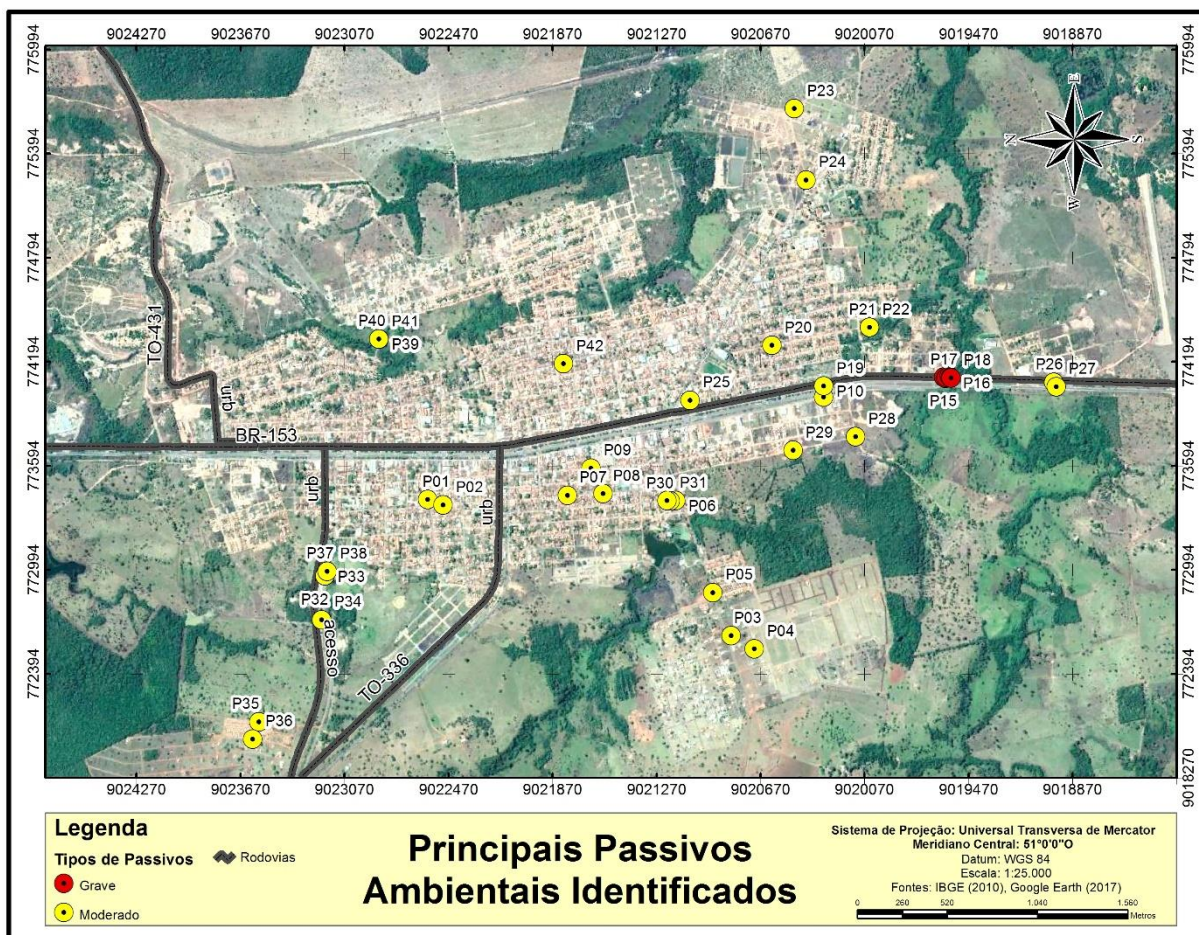 9024270 9023670 9023070 9022470 9021870 9021270 9020670 9020070 9019470 9018870
775994 775994
775394 775394
774794 774794
774194 774194
773594 773594
772994 772994
772394 772394
9018270
E
N S
W
P23
P24
TO-431
P40 P41
P39
P21 P22
P20
P42
P17 P18
P19
P26
P27
P16
P25
P10
P15
urb
BR-153
P28
P29
P09
urb
P01
P02
urb
P07 P08
P30 P31
P06
P37 P38
P33
P05
P32 P34
acesso
P03
P04
TO-336
P35
P36
9024270 9023670 9023070 9022470 9021870 9021270 9020670 9020070 9019470 9018870
Legenda
Tipos de Passivos Rodovias
Grave
Moderado
Principais Passivos
Ambientais Identificados
Sistema de Projeção: Universal Transversa de Mercator
Meridiano Central: 51°0'0"O
Datum: WGS 84
Escala: 1:25.000
Fontes: IBGE (2010), Google Earth (2017)
0 260 520 1.040 1.560
Metros